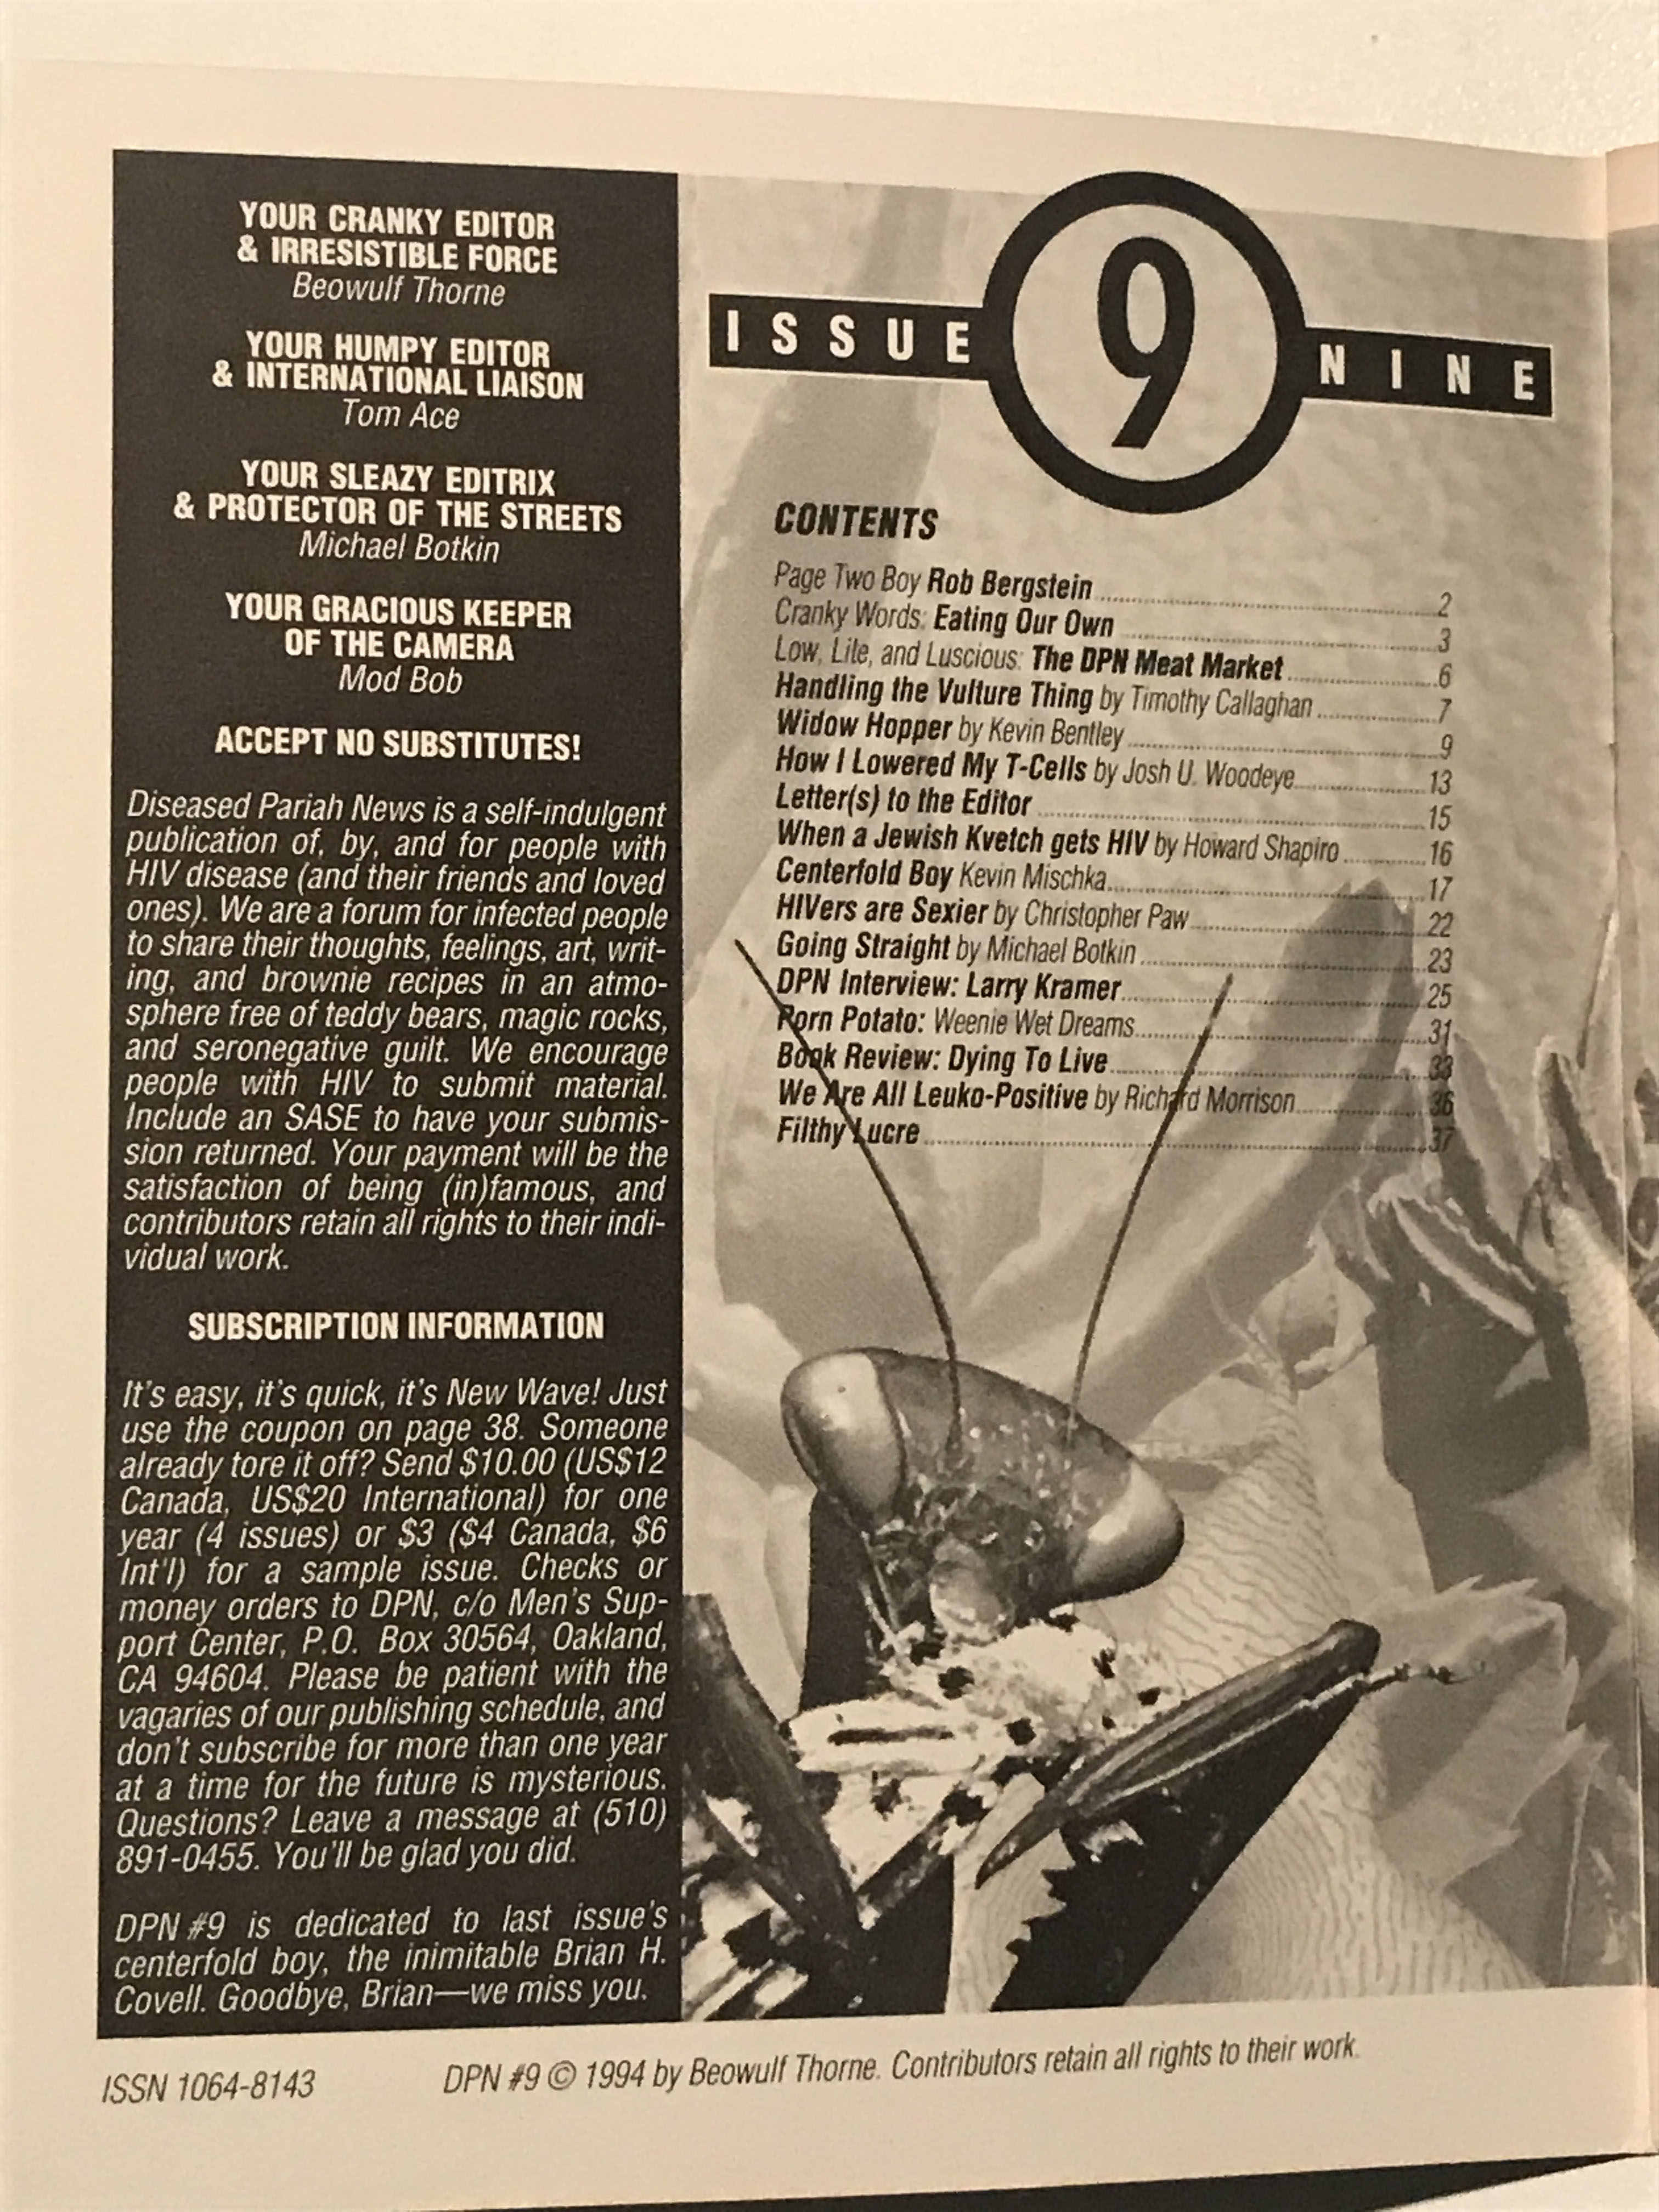 YOUR CRANKY EDITOR
& IRRESISTIBLE FORCE
Beowulf Thorne
YOUR HUMPY EDITOR
& INTERNATIONAL LIAISON
Tom Ace
YOUR SLEAZY EDITRIX
& PROTECTOR OF THE STREETS
Michael Botkin
YOUR GRACIOUS KEEPER
OF THE CAMERA
Mod Bob
ACCEPT NO SUBSTITUTES!
Diseased Pariah News is a self-indulgent
publication of, by, and for people with
HIV disease (and their friends and loved
ones). We are a forum for infected people
to share their thoughts, feelings, art, writ-
ing, and brownie recipes in an atmo-
sphere free of teddy bears, magic rocks,
and seronegative guilt. We encourage
people with HIV to submit material.
Include an SASE to have your submis-
sion returned. Your payment will be the
satisfaction of being (in)famous, and
contributors retain all rights to their indi-
vidual work.
SUBSCRIPTION INFORMATION
It's easy, it's quick, it's New Wave! Just
use the coupon on page 38. Someone
already tore it off? Send $10.00 (US$12
Canada, US$20 International) for one
year (4 issues) or $3 ($4 Canada, $6
Int'l) for a sample issue. Checks or
money orders to DPN, c/o Men's Sup-
port Center, P.O. Box 30564, Oakland,
CA 94604. Please be patient with the
vagaries of our publishing schedule, and
don't subscribe for more than one year
at a time for the future is mysterious.
Questions? Leave a message at (510)
891-0455. You'll be glad you did.
DPN #9 is dedicated to last issue's
centerfold boy, the inimitable Brian H.
Covell. Goodbye, Brian—we miss you.
ISSUE 9 NINE
CONTENTS
Page Two Boy Rob Bergstein 2
Cranky Words: Eating Our Own 3
Low, Lite, and Luscious: The DPN Meat Market 6
Handling the Vulture Thing by Timothy Callaghan 7
Widow Hopper by Kevin Bentley 9
How I Lowered My T-Cells by Josh U. Woodeye 13
Letter(s) to the Editor 15
When a Jewish Kvetch gets HIV by Howard Shapiro 16
Centerfold Boy Kevin Mischka 17
HIVers are Sexier by Christopher Paw 22
Going Straight by Michael Botkin 23
DPN Interview: Larry Kramer 25
Porn Potato: Weenie Wet Dreams 31
Book Review: Dying To Live 33
We Are All Leuko-Positive by Richard Morrison 36
Filthy Lucre 37
ISSN 1064-8143 DPN #9 © 1994 by Beowulf Thorne. Contributors retain all rights to their work.